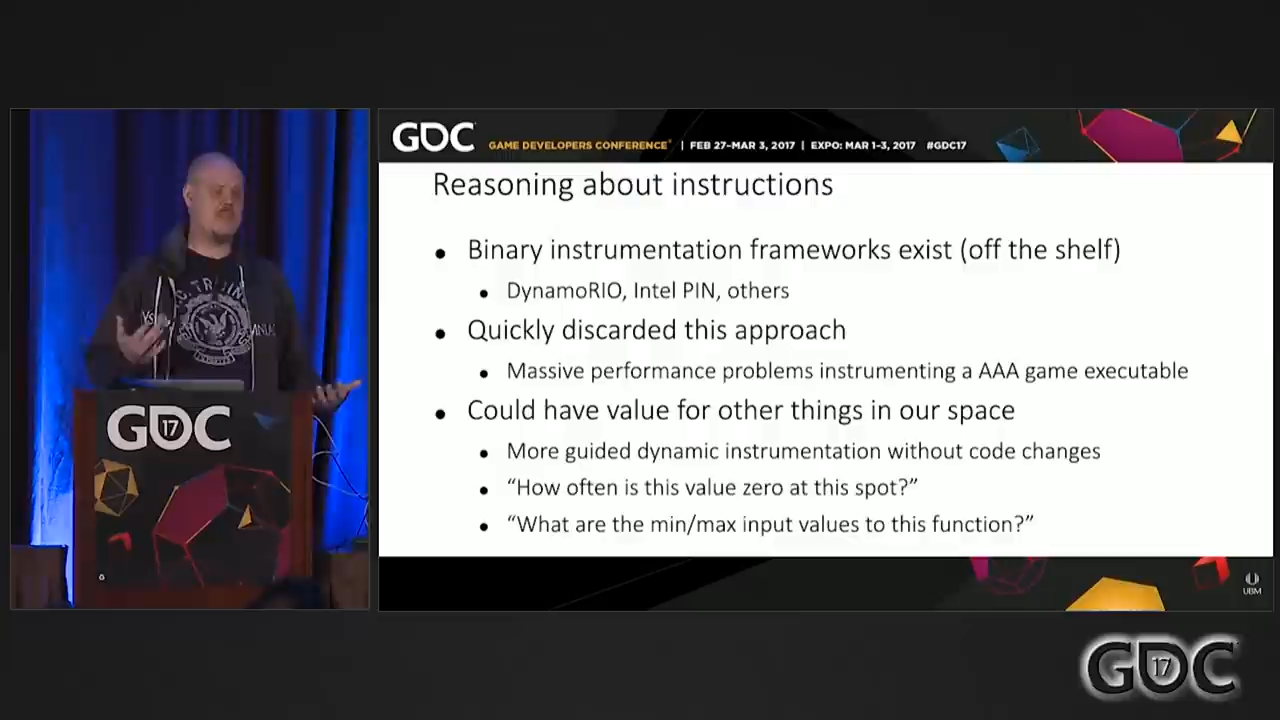 GDC GAME DEVELOPERS CONFERENCE® | FEB 27–MAR 3, 2017 | EXPO: MAR 1–3, 2017 #GDC17
Reasoning about instructions
● Binary instrumentation frameworks exist (off the shelf)
● DynamoRIO, Intel PIN, others
● Quickly discarded this approach
● Massive performance problems instrumenting a AAA game executable
● Could have value for other things in our space
● More guided dynamic instrumentation without code changes
● “How often is this value zero at this spot?”
● “What are the min/max input values to this function?”
GDC 17
UBM
GDC 17